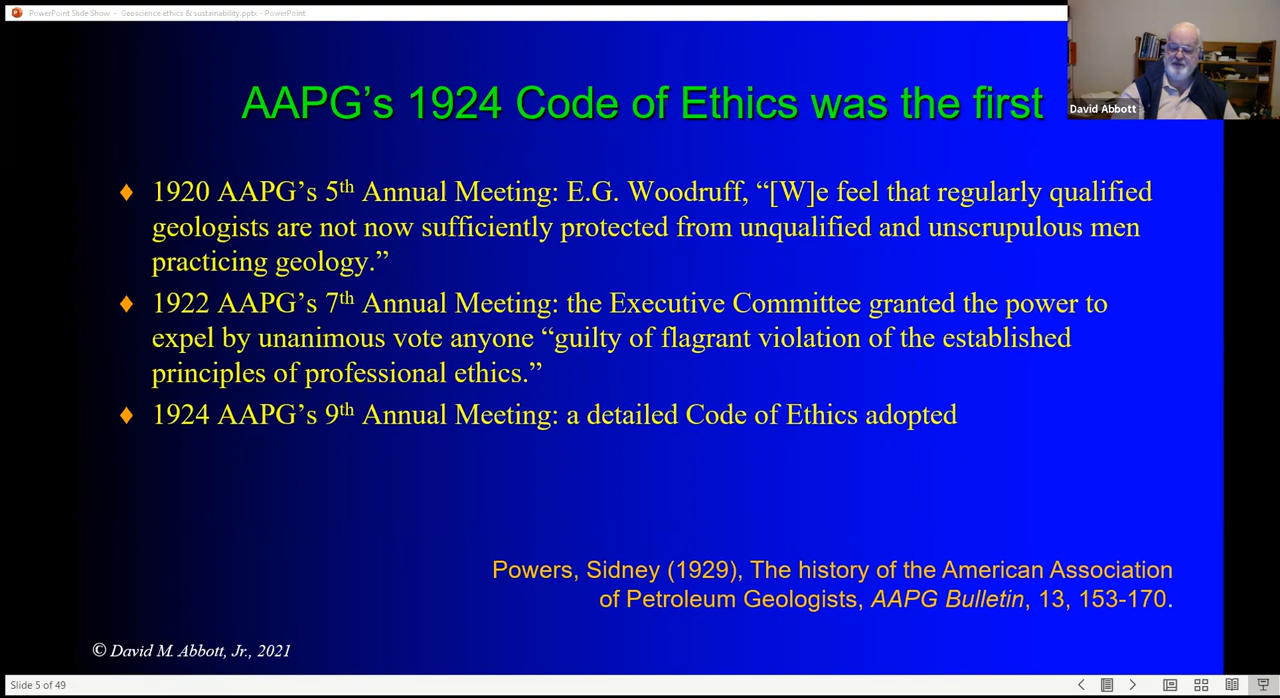 PowerPoint Slide Show - Geoscience ethics & sustainability.pptx - PowerPoint
David Abbott
AAPG’s 1924 Code of Ethics was the first
♦ 1920 AAPG’s 5th Annual Meeting: E.G. Woodruff, “[W]e feel that regularly qualified
geologists are not now sufficiently protected from unqualified and unscrupulous men
practicing geology.”
♦ 1922 AAPG’s 7th Annual Meeting: the Executive Committee granted the power to
expel by unanimous vote anyone “guilty of flagrant violation of the established
principles of professional ethics.”
♦ 1924 AAPG’s 9th Annual Meeting: a detailed Code of Ethics adopted
Powers, Sidney (1929), The history of the American Association
of Petroleum Geologists, AAPG Bulletin, 13, 153-170.
© David M. Abbott, Jr., 2021
Slide 5 of 49